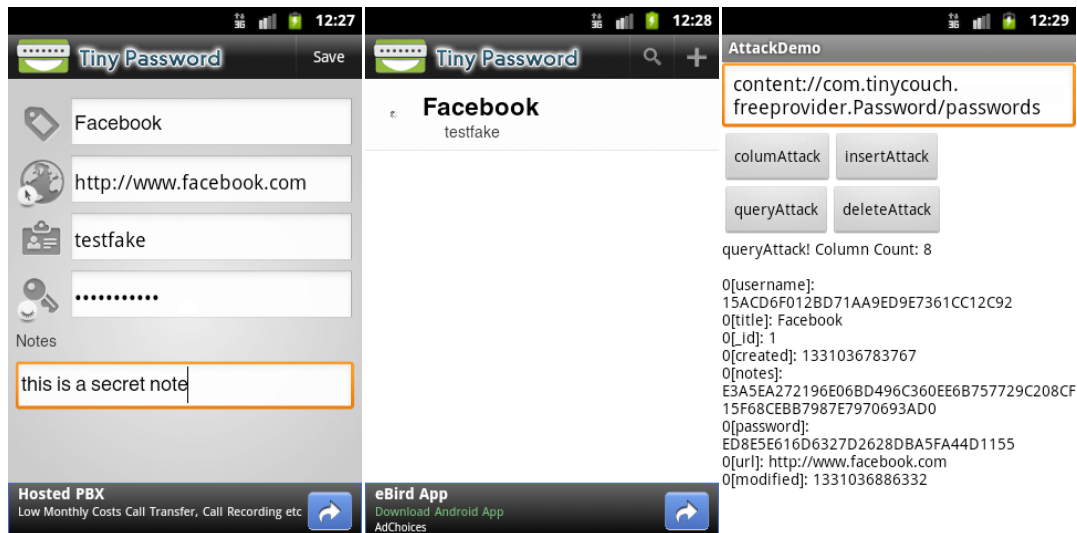 3G 12:27
Tiny Password Save
Facebook
http://www.facebook.com
testfake
•••••••••••
Notes
this is a secret note
Hosted PBX
Low Monthly Costs Call Transfer, Call Recording etc
3G 12:28
Tiny Password
Facebook
testfake
eBird App
Download Android App
AdChoices
3G 12:29
AttackDemo
content://com.tinycouch.
freeprovider.Password/passwords
columAttack insertAttack
queryAttack deleteAttack
queryAttack! Column Count: 8
0[username]:
15ACD6F012BD71AA9ED9E7361CC12C92
0[title]: Facebook
0[_id]: 1
0[created]: 1331036783767
0[notes]:
E3A5EA272196E06BD496C360EE6B757729C208CF
15F68CEBB7987E7970693AD0
0[password]:
ED8E5E616D6327D2628DBA5FA44D1155
0[url]: http://www.facebook.com
0[modified]: 1331036886332